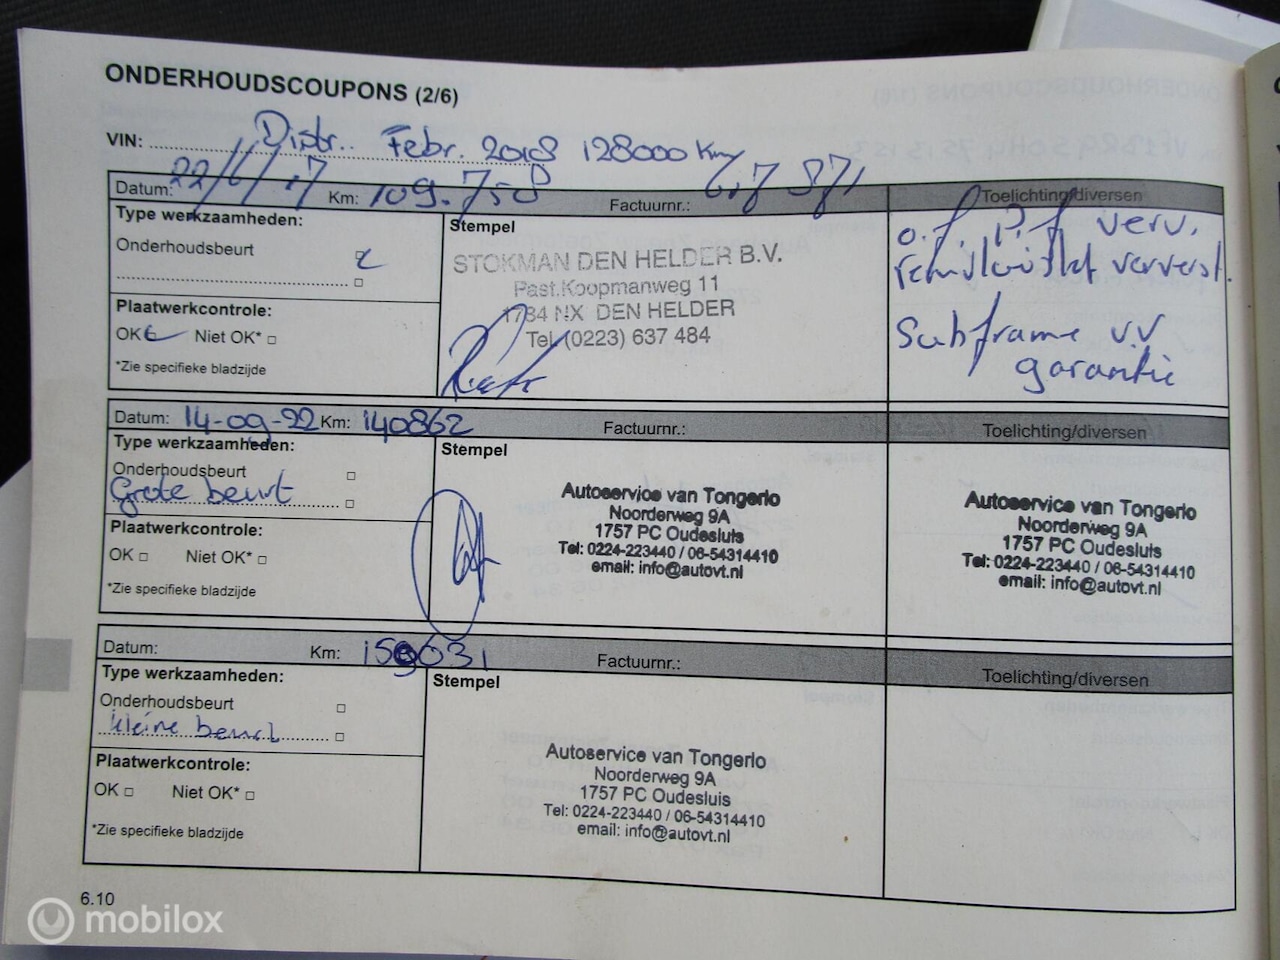 ONDERHOUDSCOUPONS (2/6)
VIN: Distr. Febr. 2018 128000 Km
Datum: 22/6/17 Km: 109.750 Factuurnr.: Toelichting/diversen
Type werkzaamheden:
Onderhoudsbeurt
Plaatwerkcontrole:
OK Niet OK*
*Zie specifieke bladzijde
Stempel
STOKMAN DEN HELDER B.V.
Past.Koopmanweg 11
1784 NX DEN HELDER
Tel. (0223) 637 484
o.f. i.f. verv.
remvloeistof ververst.
Subframe v.v
garantie
Datum: 14-09-22 Km: 140862 Factuurnr.: Toelichting/diversen
Type werkzaamheden:
Onderhoudsbeurt
Grote beurt
Plaatwerkcontrole:
OK Niet OK*
*Zie specifieke bladzijde
Stempel
Autoservice van Tongerlo
Noorderweg 9A
1757 PC Oudesluis
Tel: 0224-223440 / 06-54314410
email: info@autovt.nl
Autoservice van Tongerlo
Noorderweg 9A
1757 PC Oudesluis
Tel: 0224-223440 / 06-54314410
email: info@autovt.nl
Datum: Km: Factuurnr.: Toelichting/diversen
Type werkzaamheden:
Onderhoudsbeurt
kleine beurt
Plaatwerkcontrole:
OK Niet OK*
*Zie specifieke bladzijde
Stempel
Autoservice van Tongerlo
Noorderweg 9A
1757 PC Oudesluis
Tel: 0224-223440 / 06-54314410
email: info@autovt.nl
6.10
mobilox